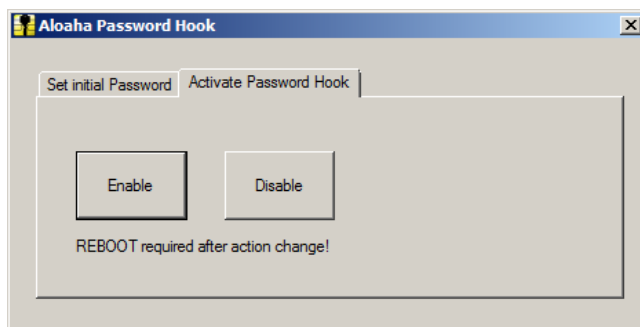 Aloaha Password Hook
Set initial Password Activate Password Hook
Enable Disable
REBOOT required after action change!